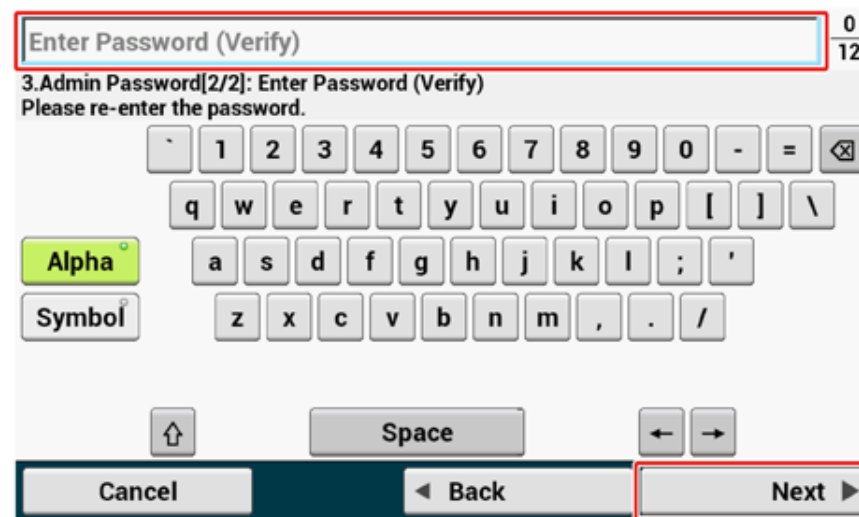 Enter Password (Verify)
0
12
3.Admin Password[2/2]: Enter Password (Verify)
Please re-enter the password.
` 1 2 3 4 5 6 7 8 9 0 - =
q w e r t y u i o p [ ] \
Alpha a s d f g h j k l ; '
Symbol z x c v b n m , . /
Space ← →
Cancel ◀ Back Next ▶